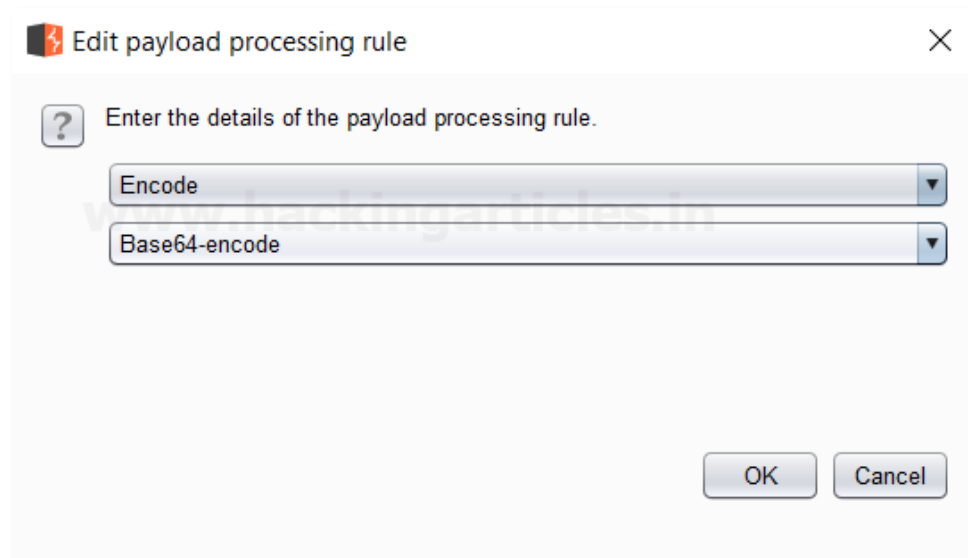 Edit payload processing rule
?
Enter the details of the payload processing rule.
Encode
www.hackingarticles.in
Base64-encode
OK
Cancel